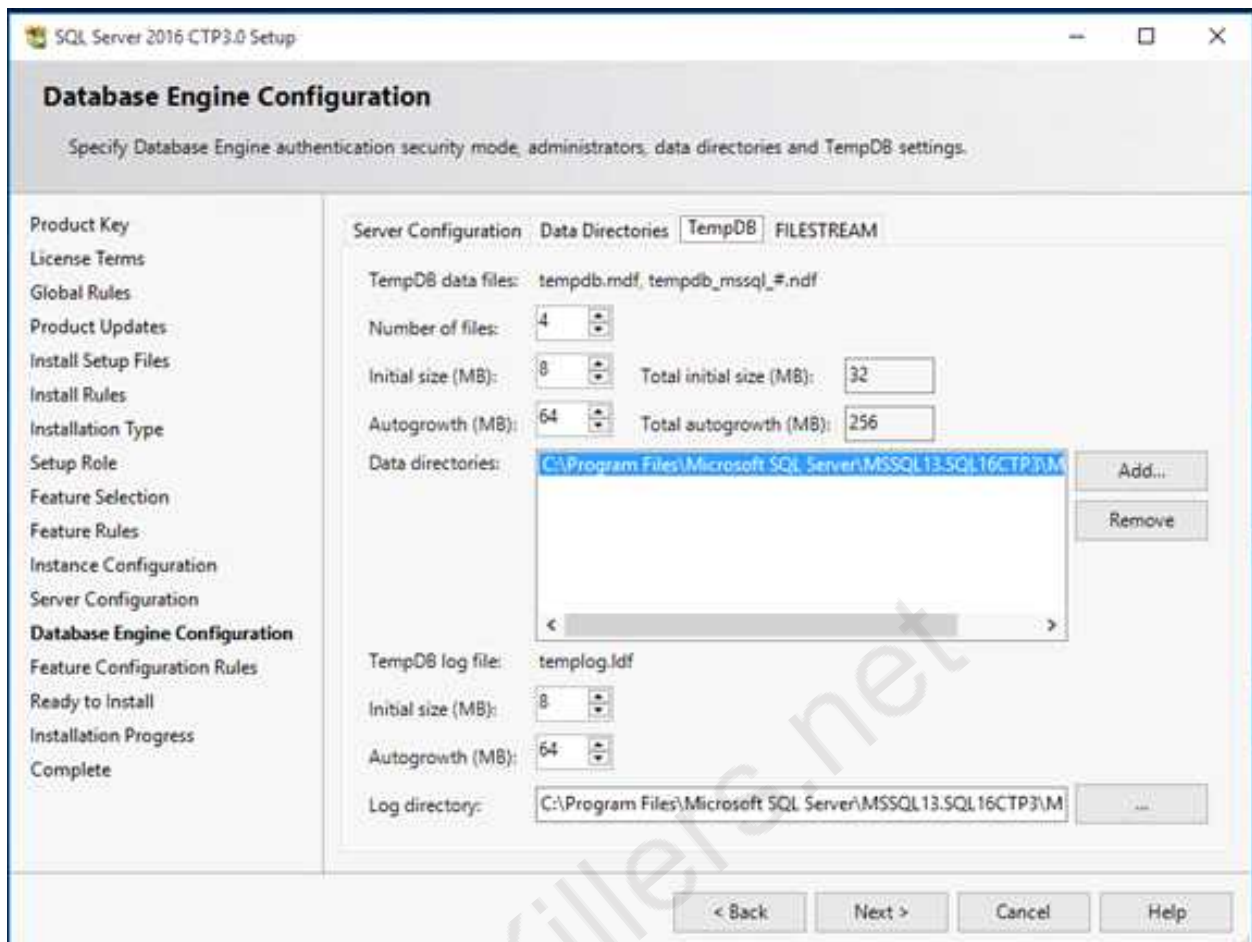 SQL Server 2016 CTP3.0 Setup
Database Engine Configuration
Specify Database Engine authentication security mode, administrators, data directories and TempDB settings.
Product Key
License Terms
Global Rules
Product Updates
Install Setup Files
Install Rules
Installation Type
Setup Role
Feature Selection
Feature Rules
Instance Configuration
Server Configuration
Database Engine Configuration
Feature Configuration Rules
Ready to Install
Installation Progress
Complete
Server Configuration Data Directories TempDB FILESTREAM
TempDB data files: tempdb.mdf, tempdb_mssql_#.ndf
Number of files: 4
Initial size (MB): 8 Total initial size (MB): 32
Autogrowth (MB): 64 Total autogrowth (MB): 256
Data directories: C:\Program Files\Microsoft SQL Server\MSSQL13.SQL16CTP3\M
Add...
Remove
TempDB log file: templog.ldf
Initial size (MB): 8
Autogrowth (MB): 64
Log directory: C:\Program Files\Microsoft SQL Server\MSSQL13.SQL16CTP3\M ...
< Back Next > Cancel Help
killers.net